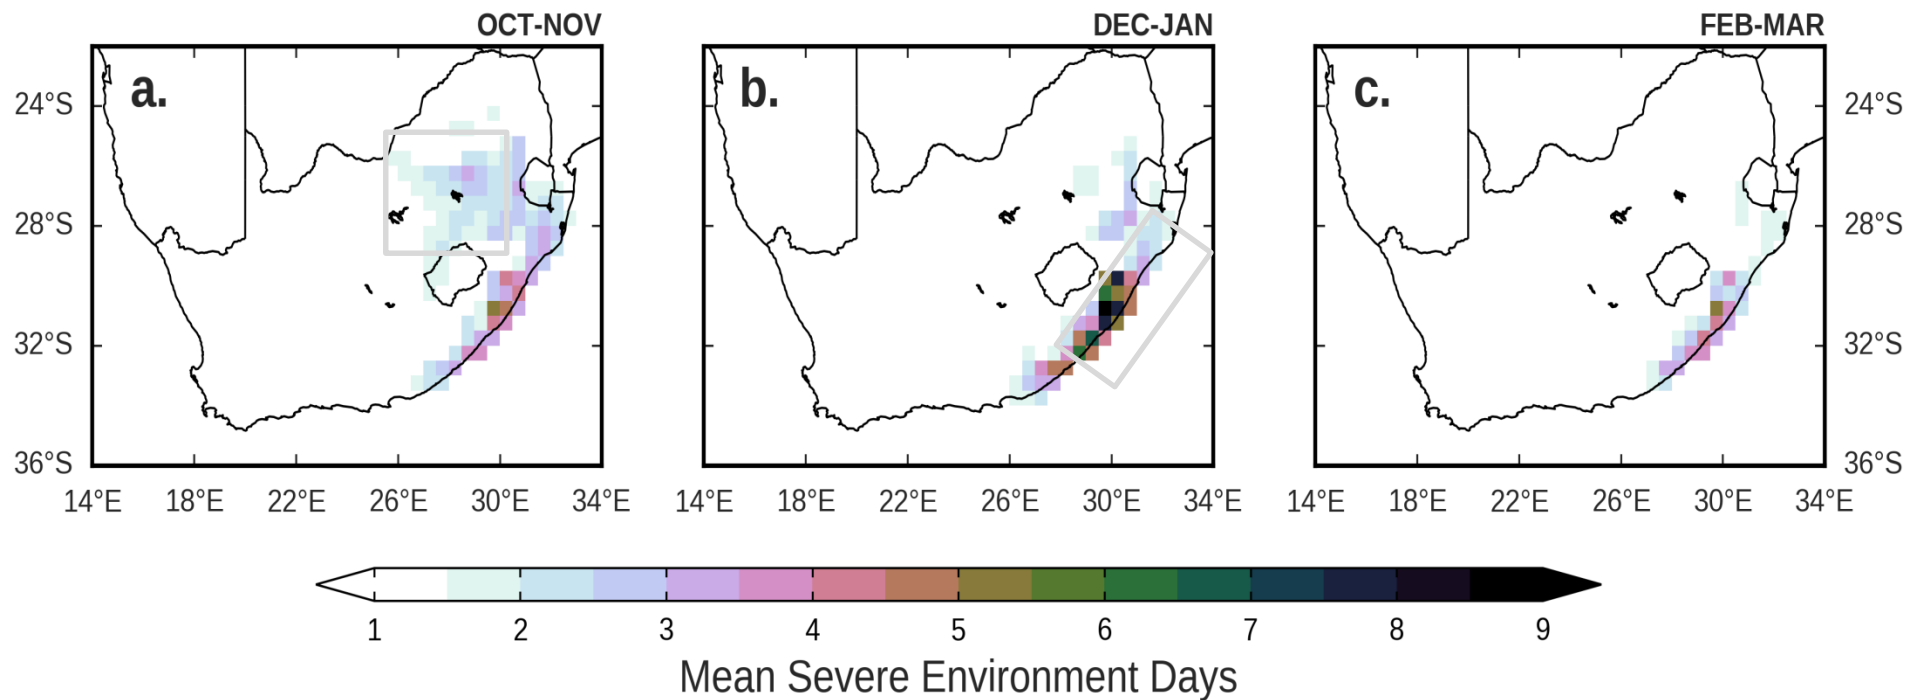 OCT-NOV DEC-JAN FEB-MAR
a. b. c.
24°S 24°S
28°S 28°S
32°S 32°S
36°S 36°S
14°E 18°E 22°E 26°E 30°E 34°E 14°E 18°E 22°E 26°E 30°E 34°E 14°E 18°E 22°E 26°E 30°E 34°E
1 2 3 4 5 6 7 8 9
Mean Severe Environment Days